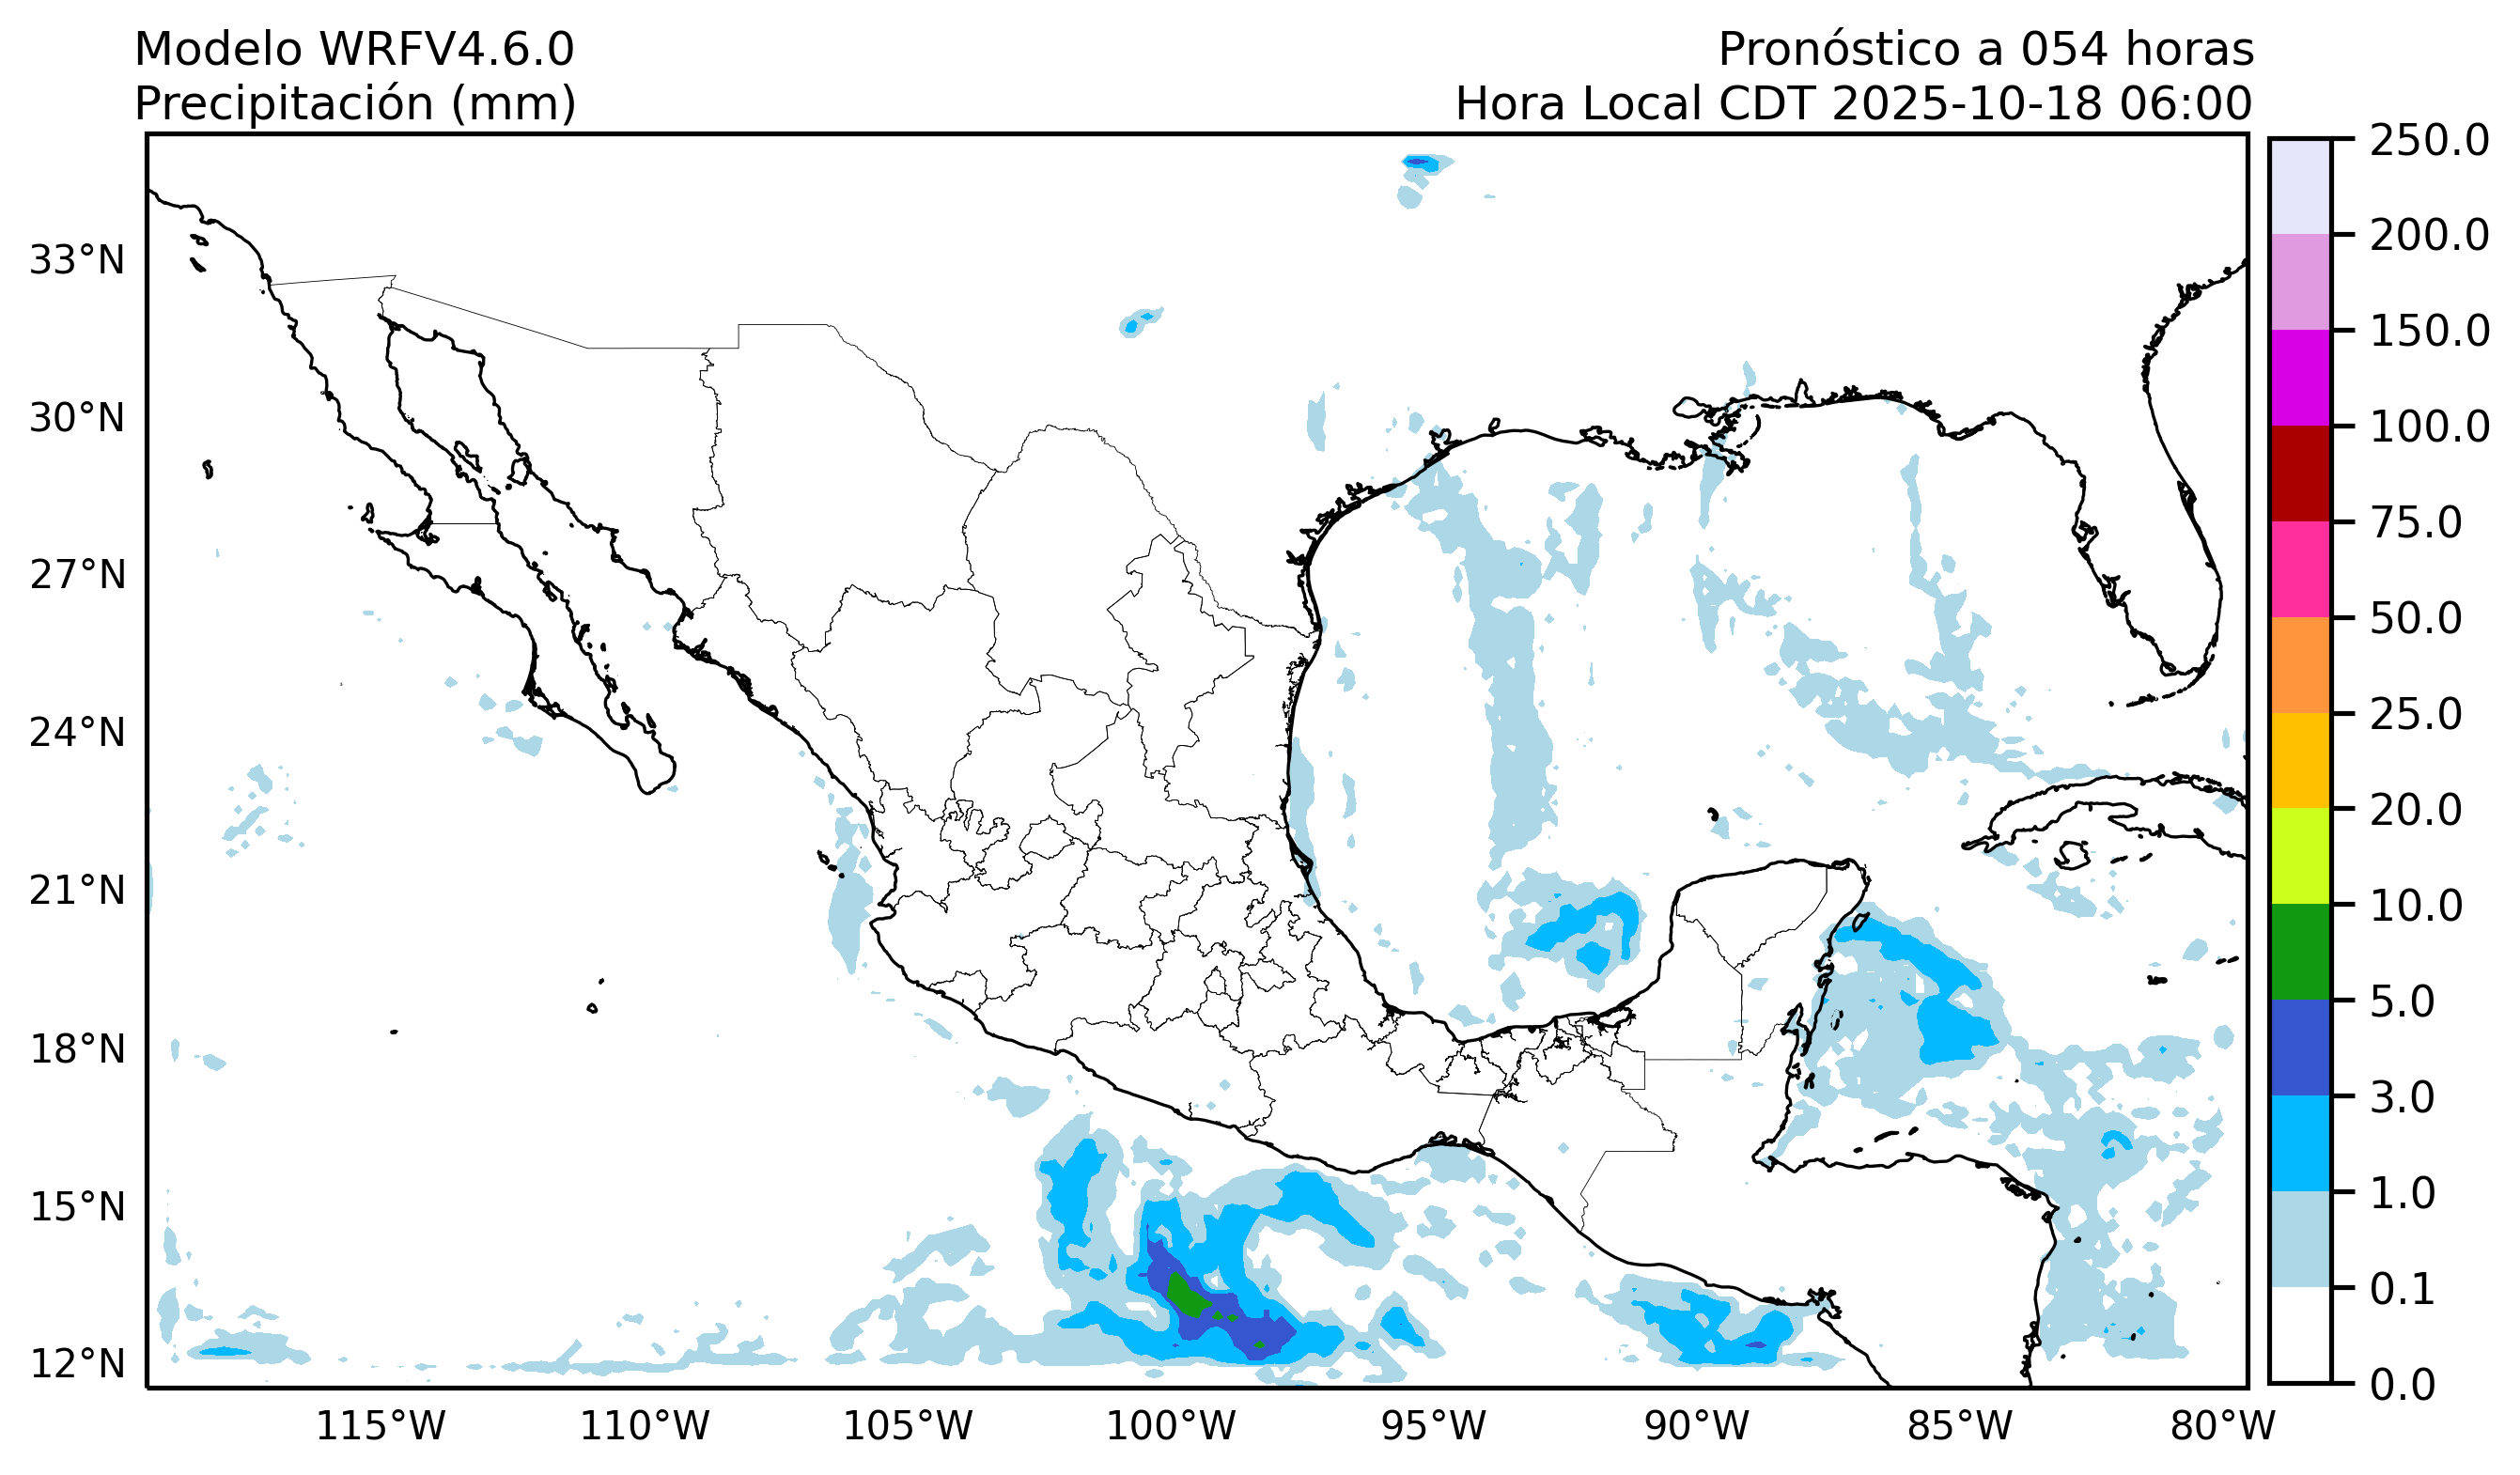 Modelo WRFV4.6.0
Precipitación (mm)
Pronóstico a 054 horas
Hora Local CDT 2025-10-18 06:00
33°N
30°N
27°N
24°N
21°N
18°N
15°N
12°N
115°W
110°W
105°W
100°W
95°W
90°W
85°W
80°W
250.0
200.0
150.0
100.0
75.0
50.0
25.0
20.0
10.0
5.0
3.0
1.0
0.1
0.0